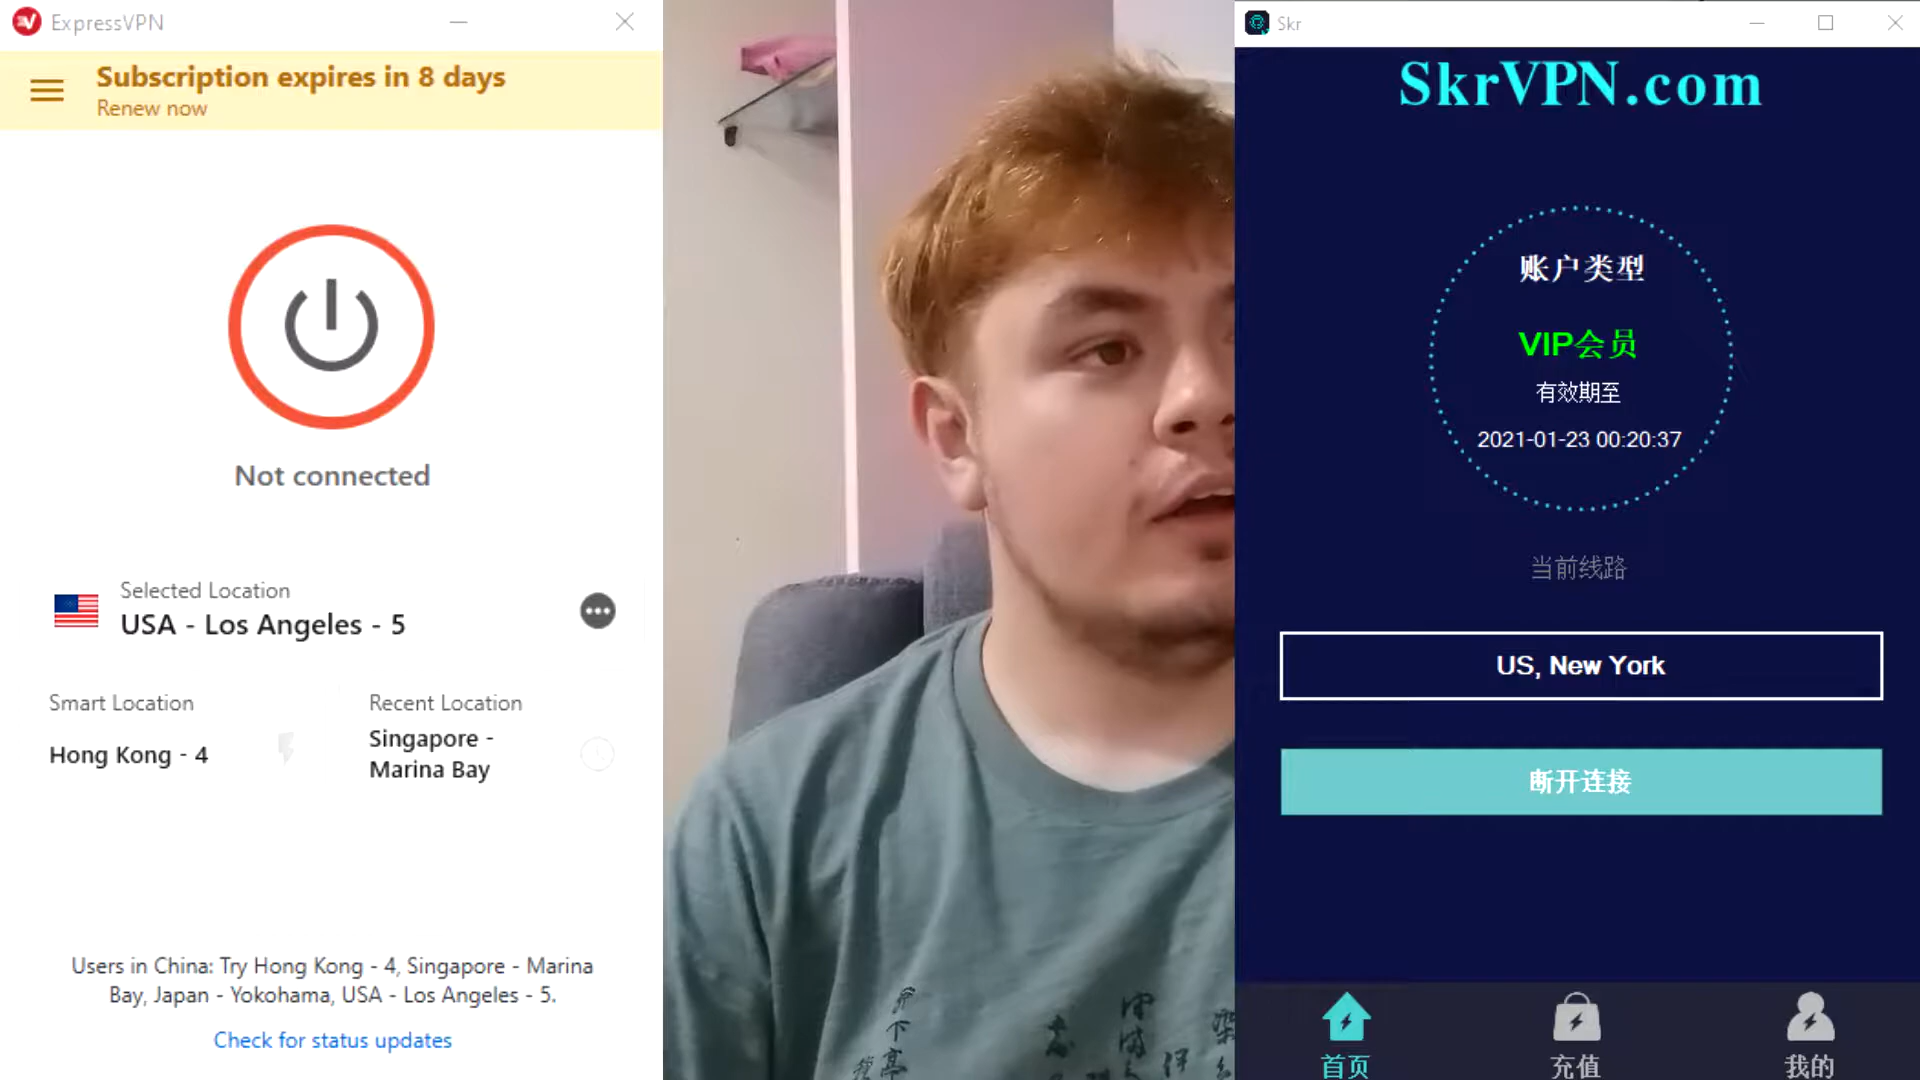 ExpressVPN
Subscription expires in 8 days
Renew now
Not connected
Selected Location
USA - Los Angeles - 5
Smart Location
Hong Kong - 4
Recent Location
Singapore -
Marina Bay
Users in China: Try Hong Kong - 4, Singapore - Marina
Bay, Japan - Yokohama, USA - Los Angeles - 5.
Check for status updates
Skr
SkrVPN.com
账户类型
VIP会员
有效期至
2021-01-23 00:20:37
当前线路
US, New York
断开连接
首页
充值
我的